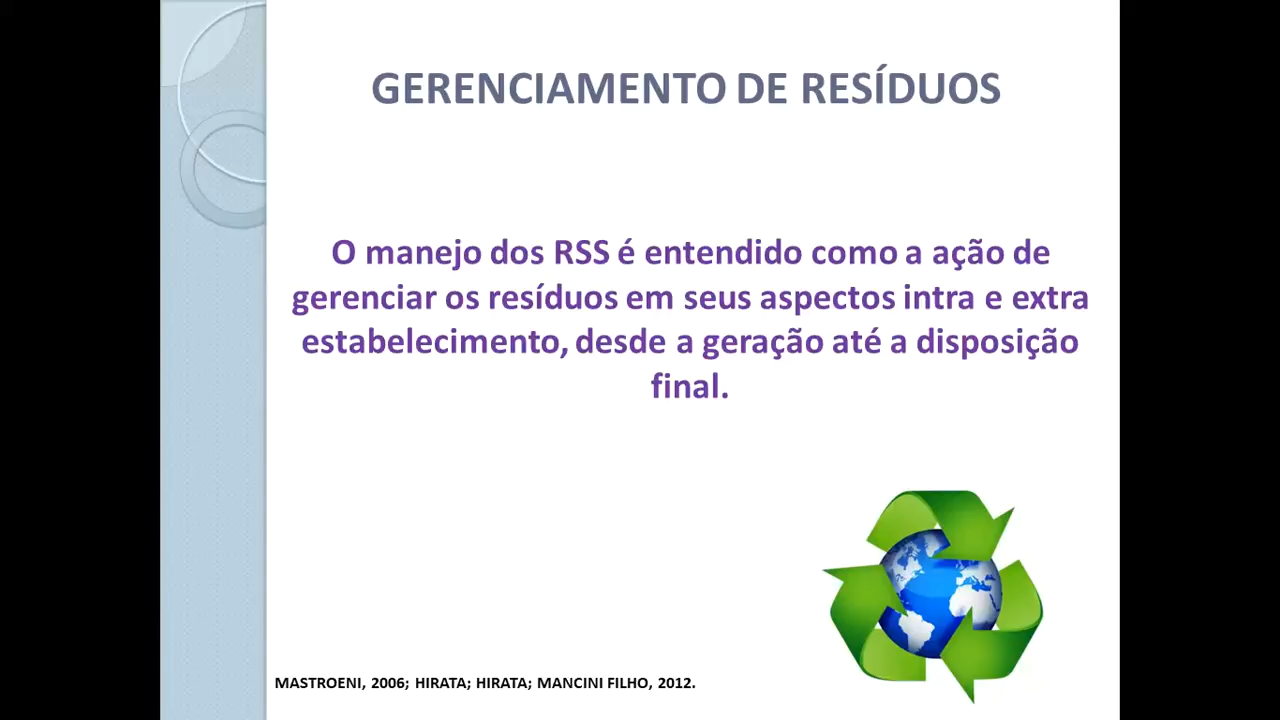 GERENCIAMENTO DE RESÍDUOS
O manejo dos RSS é entendido como a ação de
gerenciar os resíduos em seus aspectos intra e extra
estabelecimento, desde a geração até a disposição
final.
MASTROENI, 2006; HIRATA; HIRATA; MANCINI FILHO, 2012.